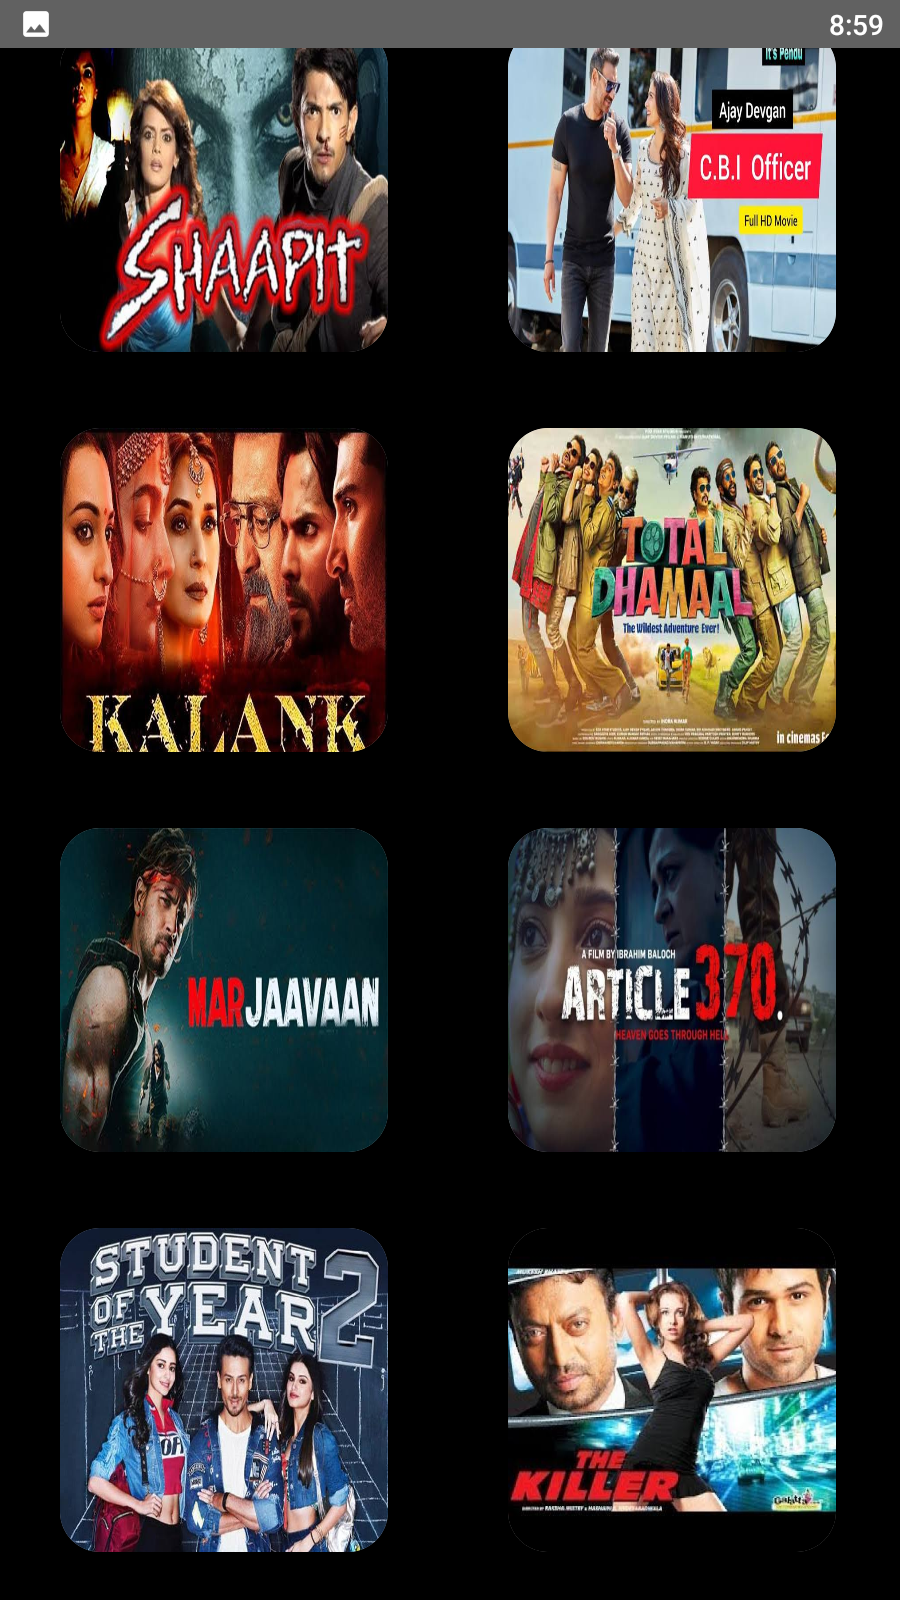 8:59
SHAAPIT
It's Pendu
Ajay Devgan
C.B.I Officer
Full HD Movie
KALANK
TOTAL
DHAMAAL
The Wildest Adventure Ever!
in cinemas
MARJAAVAAN
A FILM BY IBRAHIM BALOCH
ARTICLE 370.
HEAVEN GOES THROUGH HELL
STUDENT
OF THE YEAR 2
THE
KILLER